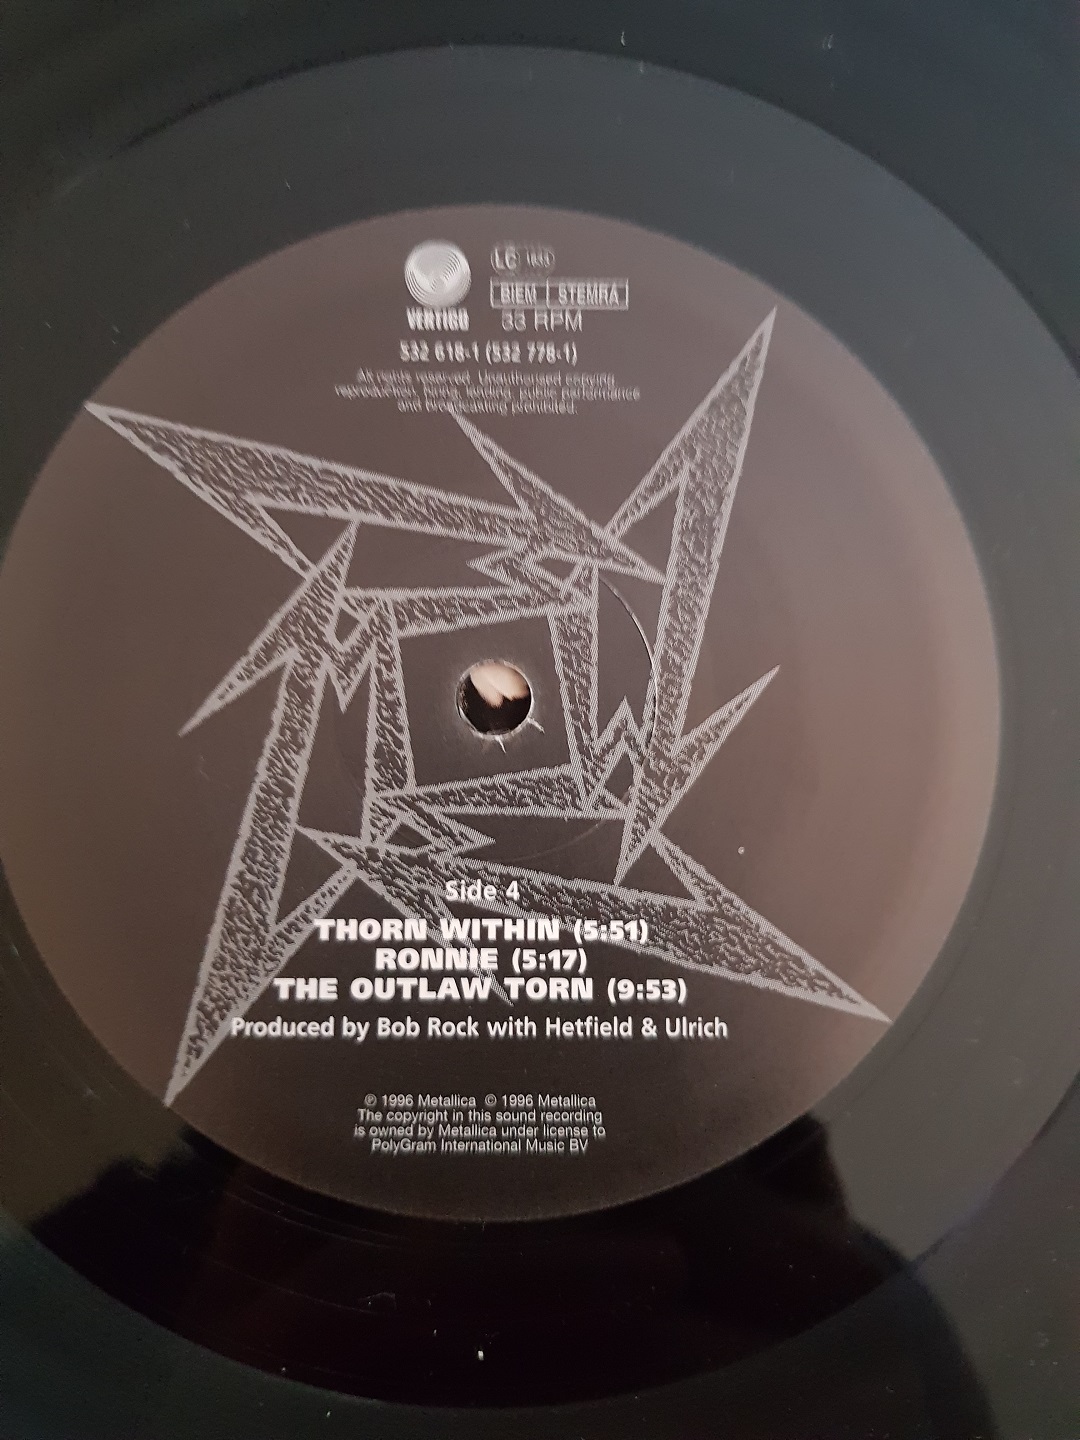 LC
BIEM STEMRA
VERTIGO
33 RPM
532 618-1 (532 778-1)
All rights reserved. Unauthorised copying,
reproduction, hiring, lending, public performance
and broadcasting prohibited.
Side 4
THORN WITHIN (5:51)
RONNIE (5:17)
THE OUTLAW TORN (9:53)
Produced by Bob Rock with Hetfield & Ulrich
℗ 1996 Metallica © 1996 Metallica
The copyright in this sound recording
is owned by Metallica under license to
PolyGram International Music BV